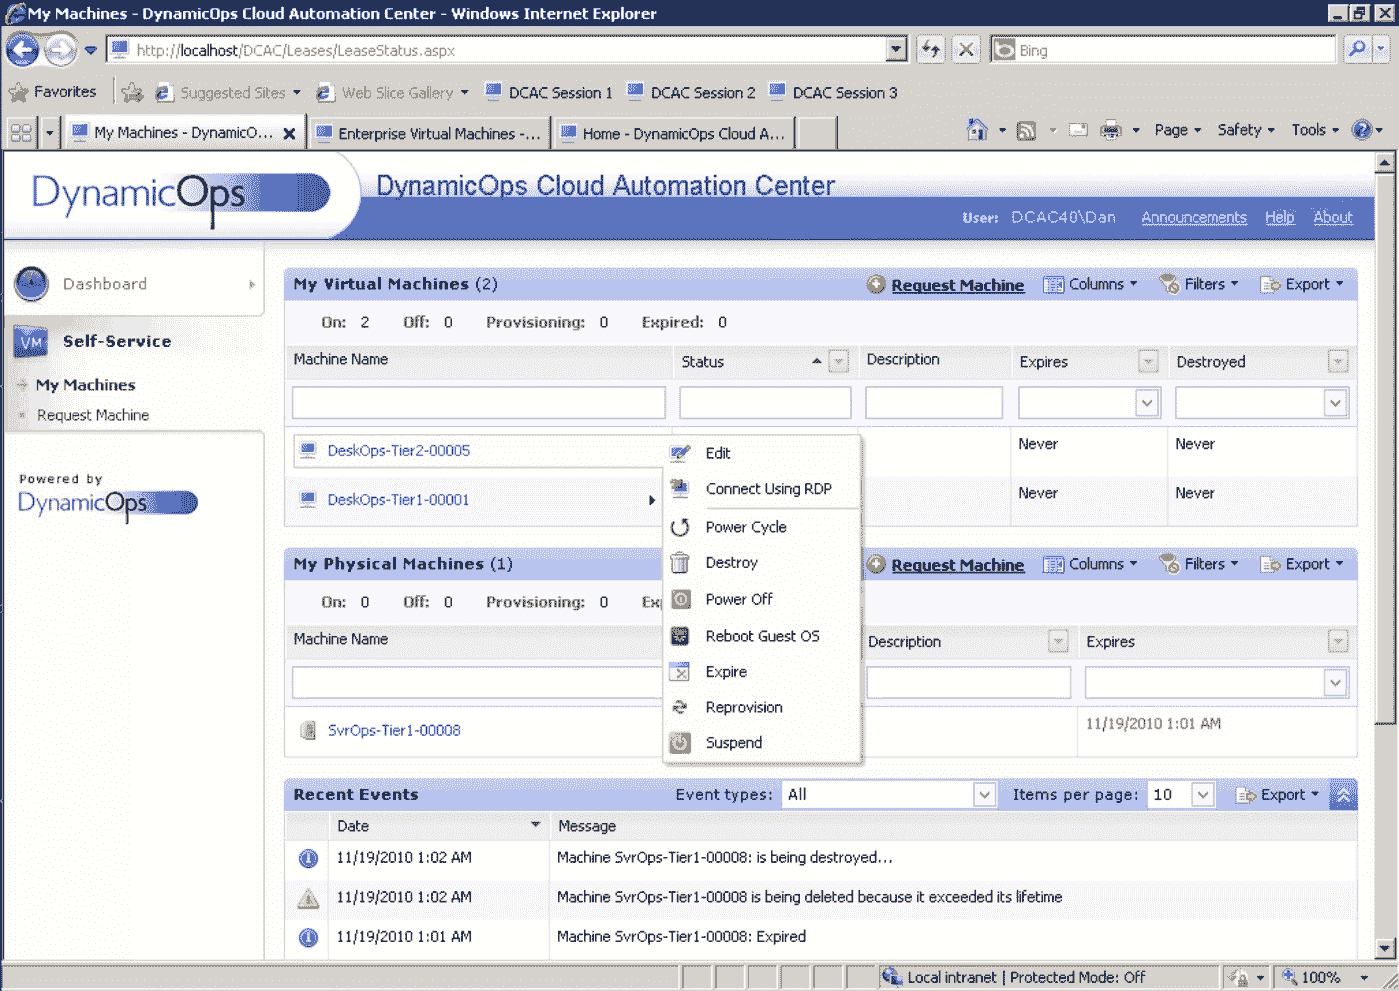 My Machines - DynamicOps Cloud Automation Center - Windows Internet Explorer
http://localhost/DCAC/Leases/LeaseStatus.aspx
Bing
Favorites
Suggested Sites
Web Slice Gallery
DCAC Session 1
DCAC Session 2
DCAC Session 3
My Machines - DynamicO...
Enterprise Virtual Machines -...
Home - DynamicOps Cloud A...
Page
Safety
Tools
DynamicOps
DynamicOps Cloud Automation Center
User: DCAC40\Dan
Announcements
Help
About
Dashboard
VM Self-Service
My Machines
Request Machine
Powered by
DynamicOps
My Virtual Machines (2)
Request Machine
Columns
Filters
Export
On: 2 Off: 0 Provisioning: 0 Expired: 0
Machine Name
Status
Description
Expires
Destroyed
DeskOps-Tier2-00005
Never
Never
DeskOps-Tier1-00001
Never
Never
Edit
Connect Using RDP
Power Cycle
Destroy
Power Off
Reboot Guest OS
Expire
Reprovision
Suspend
My Physical Machines (1)
Request Machine
Columns
Filters
Export
On: 0 Off: 0 Provisioning: 0
Machine Name
Description
Expires
SvrOps-Tier1-00008
11/19/2010 1:01 AM
Recent Events
Event types: All
Items per page: 10
Export
Date
Message
11/19/2010 1:02 AM
Machine SvrOps-Tier1-00008: is being destroyed...
11/19/2010 1:02 AM
Machine SvrOps-Tier1-00008 is being deleted because it exceeded its lifetime
11/19/2010 1:01 AM
Machine SvrOps-Tier1-00008: Expired
Local intranet | Protected Mode: Off
100%